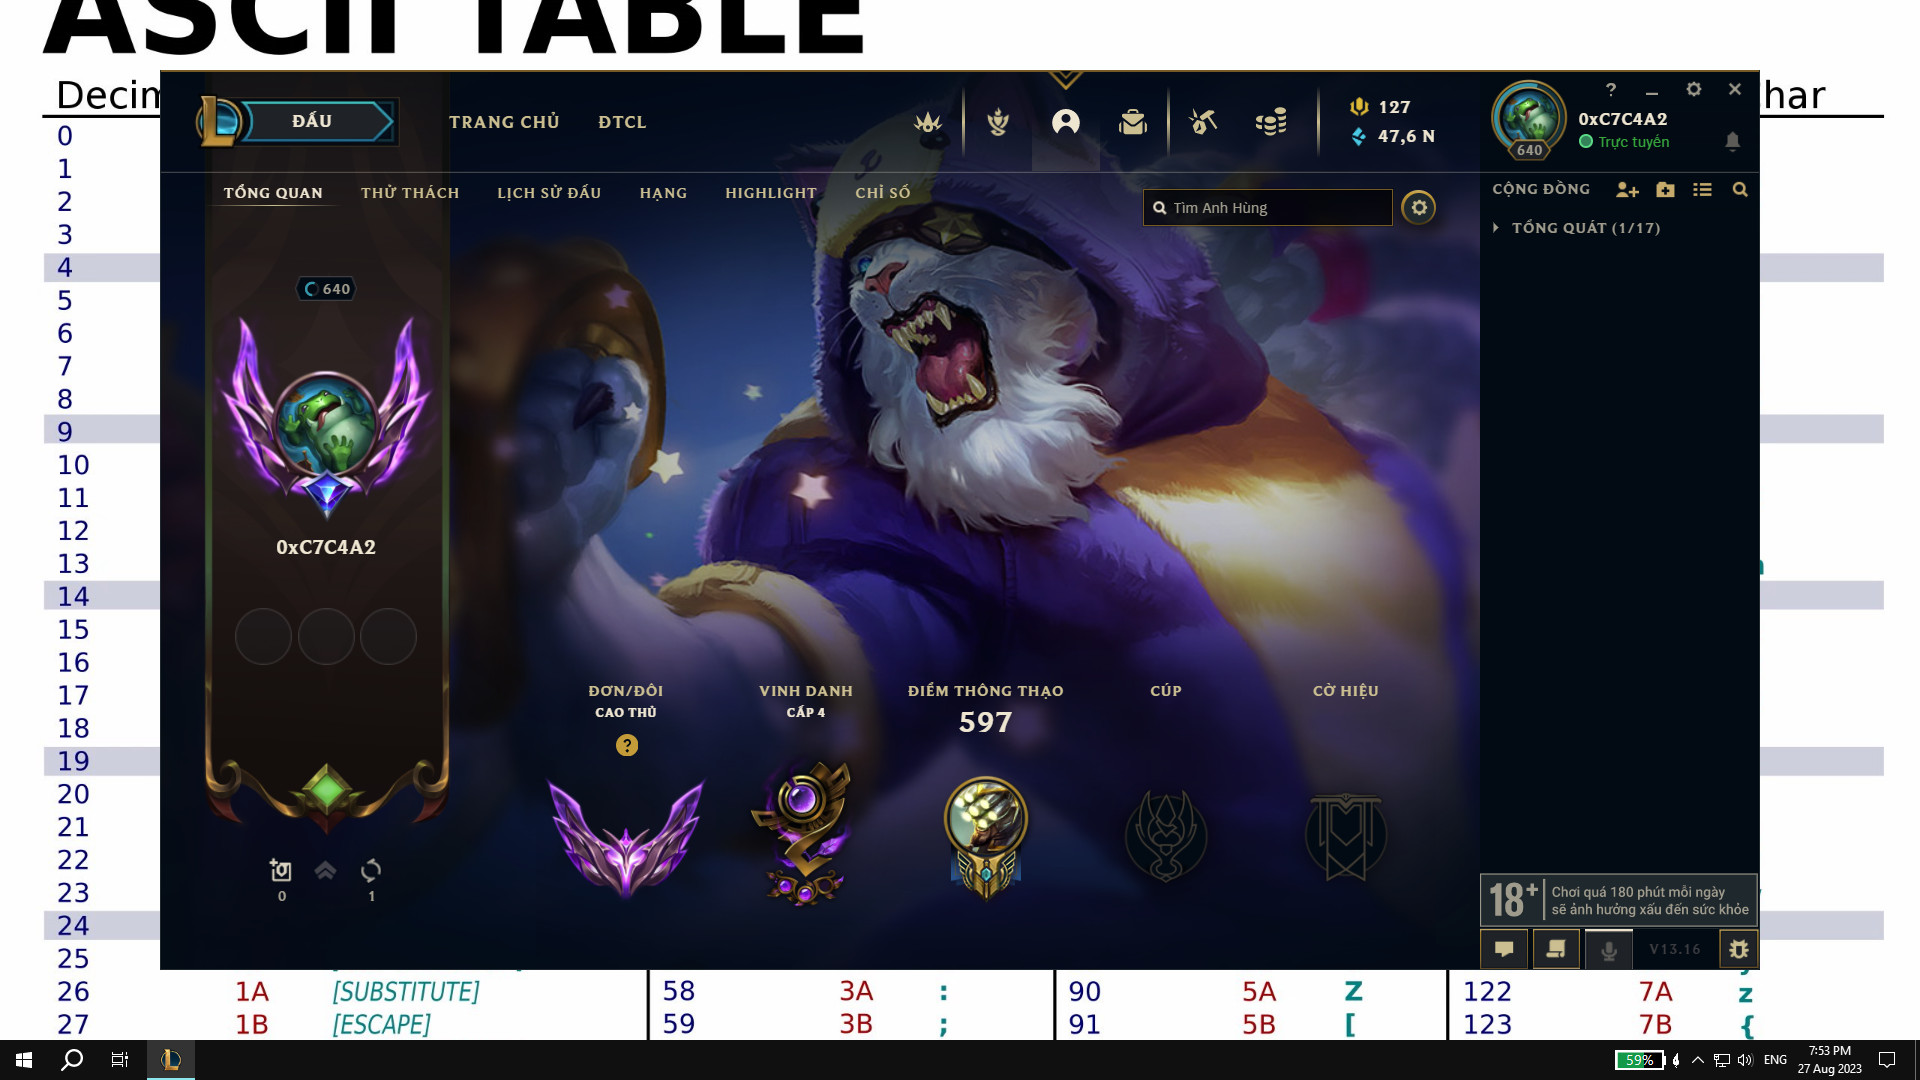 ASCII TABLE
Decim
Char
0
1
2
3
4
5
6
7
8
9
10
11
12
13
14
15
16
17
18
19
20
21
22
23
24
25
26 1A [SUBSTITUTE] 58 3A : 90 5A Z 122 7A z
27 1B [ESCAPE] 59 3B ; 91 5B [ 123 7B {
ĐẤU
TRANG CHỦ
ĐTCL
127
47,6 N
?
0xC7C4A2
Trực tuyến
640
TỔNG QUAN
THỬ THÁCH
LỊCH SỬ ĐẤU
HẠNG
HIGHLIGHT
CHỈ SỐ
Tìm Anh Hùng
CỘNG ĐỒNG
TỔNG QUÁT (1/17)
640
0xC7C4A2
0
1
ĐƠN/ĐÔI
CAO THỦ
?
VINH DANH
CẤP 4
ĐIỂM THÔNG THẠO
597
CÚP
CỜ HIỆU
18+
Chơi quá 180 phút mỗi ngày
sẽ ảnh hưởng xấu đến sức khỏe
V13.16
59%
ENG
7:53 PM
27 Aug 2023